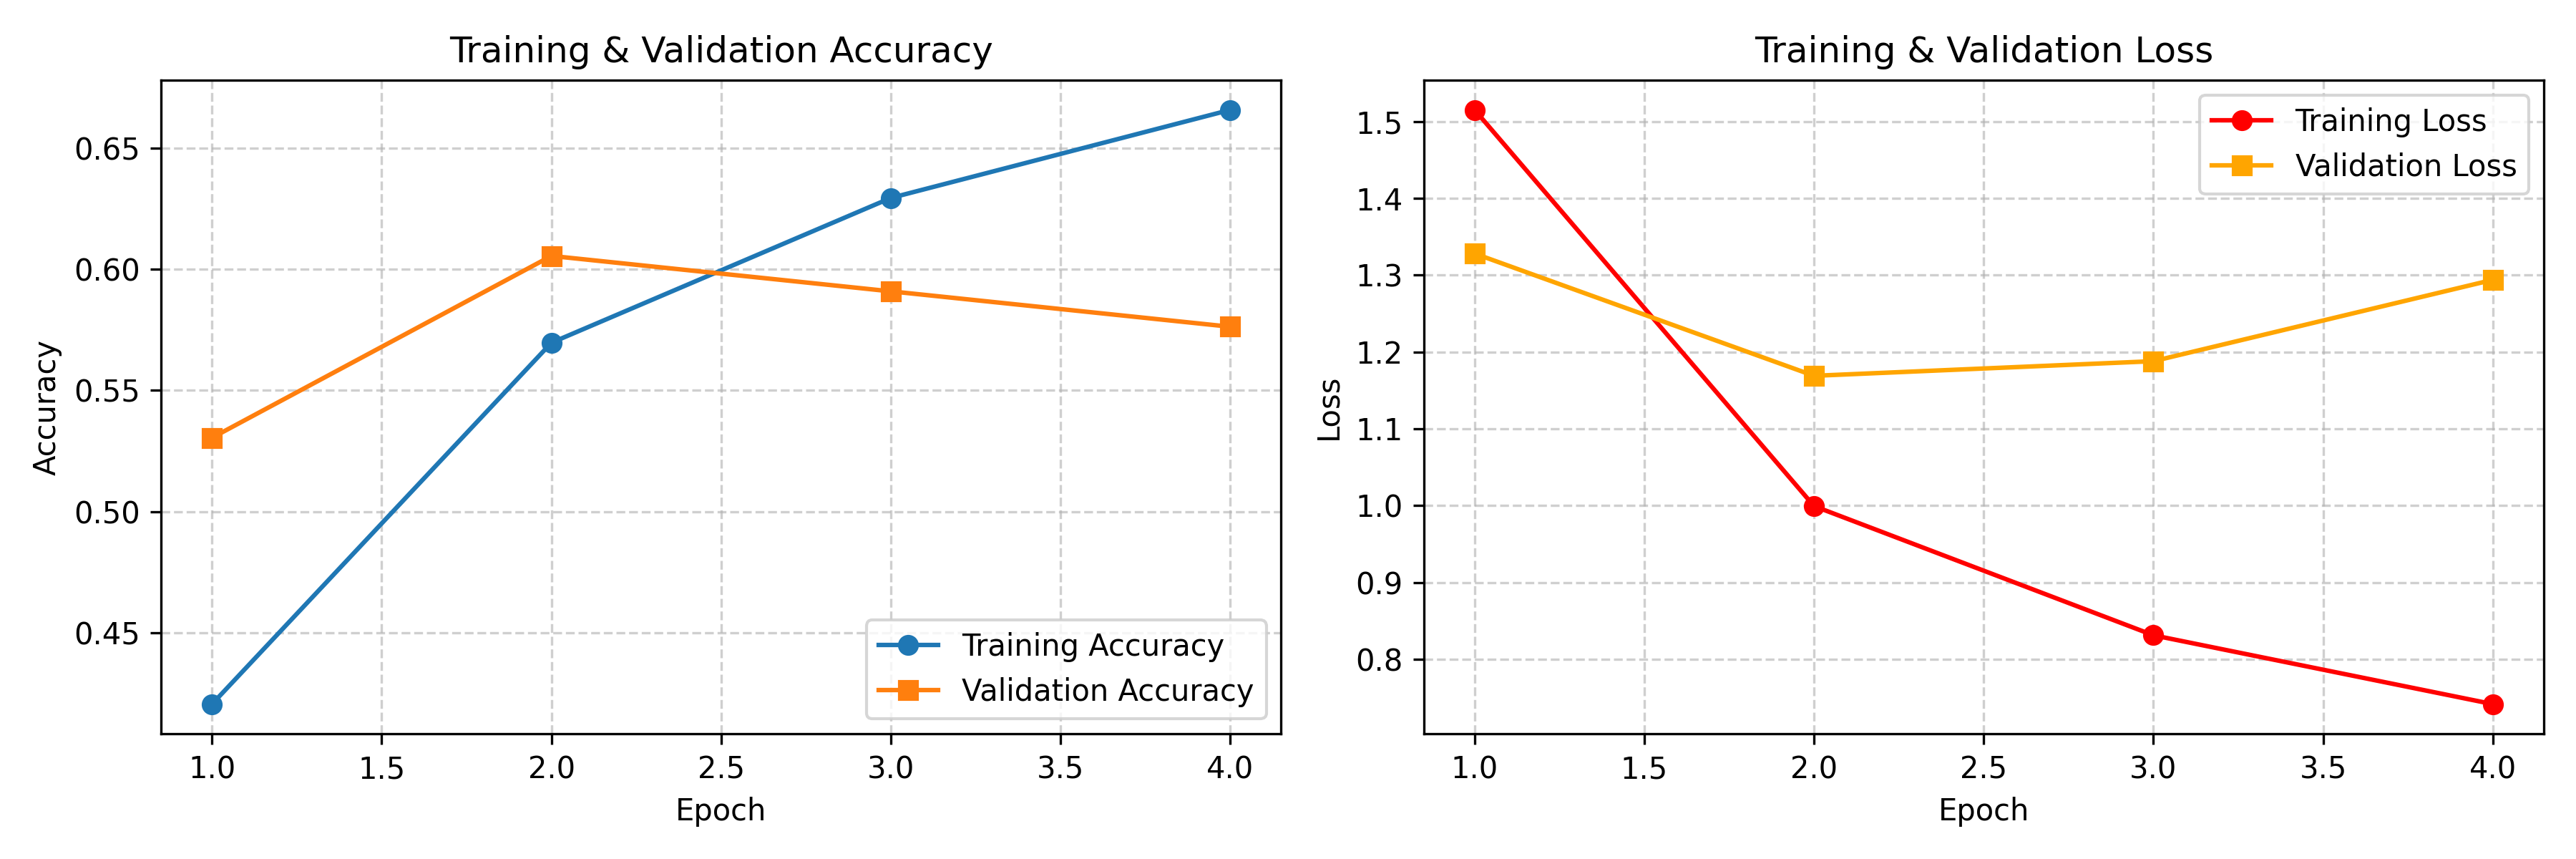 Training & Validation Accuracy
Accuracy
0.65
0.60
0.55
0.50
0.45
Training Accuracy
Validation Accuracy
1.0 1.5 2.0 2.5 3.0 3.5 4.0
Epoch
Training & Validation Loss
Loss
1.5
1.4
1.3
1.2
1.1
1.0
0.9
0.8
Training Loss
Validation Loss
1.0 1.5 2.0 2.5 3.0 3.5 4.0
Epoch